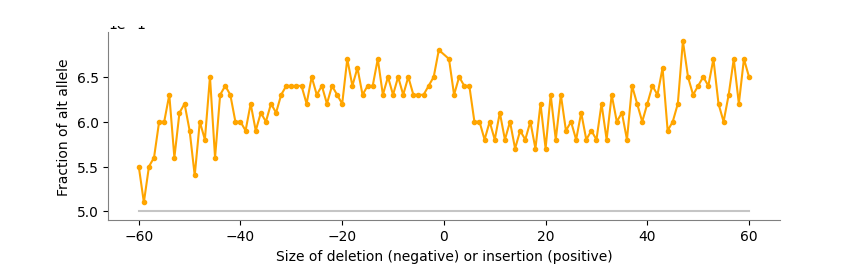 6.5
6.0
5.5
5.0
Fraction of alt allele
−60 −40 −20 0 20 40 60
Size of deletion (negative) or insertion (positive)